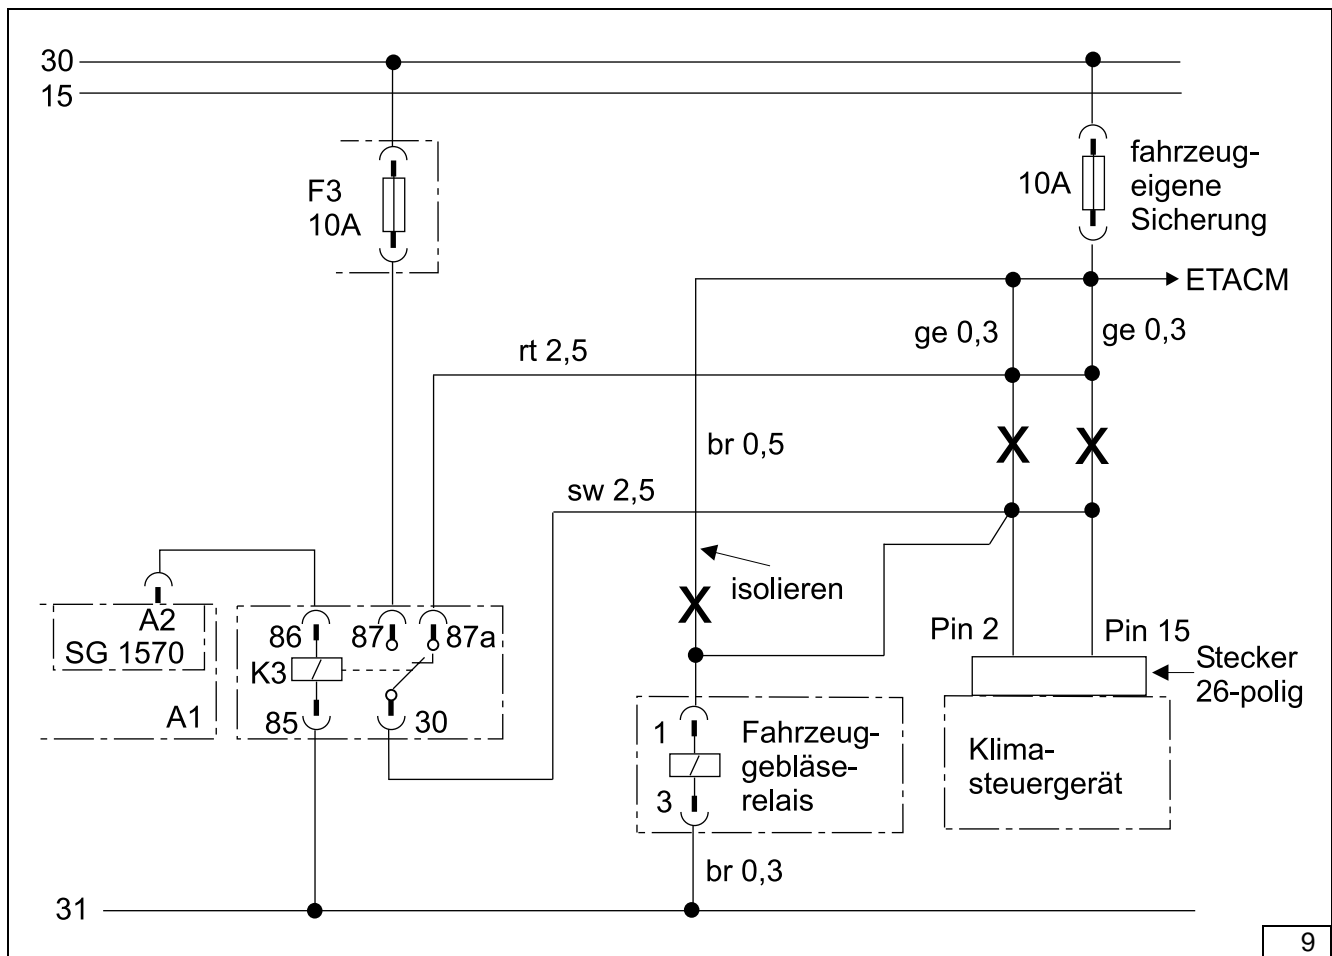 30
15
F3
10A
10A
fahrzeug-
eigene
Sicherung
ETACM
ge 0,3
ge 0,3
rt 2,5
br 0,5
X
X
sw 2,5
isolieren
X
A2
SG 1570
A1
86
87
87a
K3
85
30
Pin 2
Pin 15
Stecker
26-polig
1
3
Fahrzeug-
gebläse-
relais
Klima-
steuergerät
br 0,3
31
9